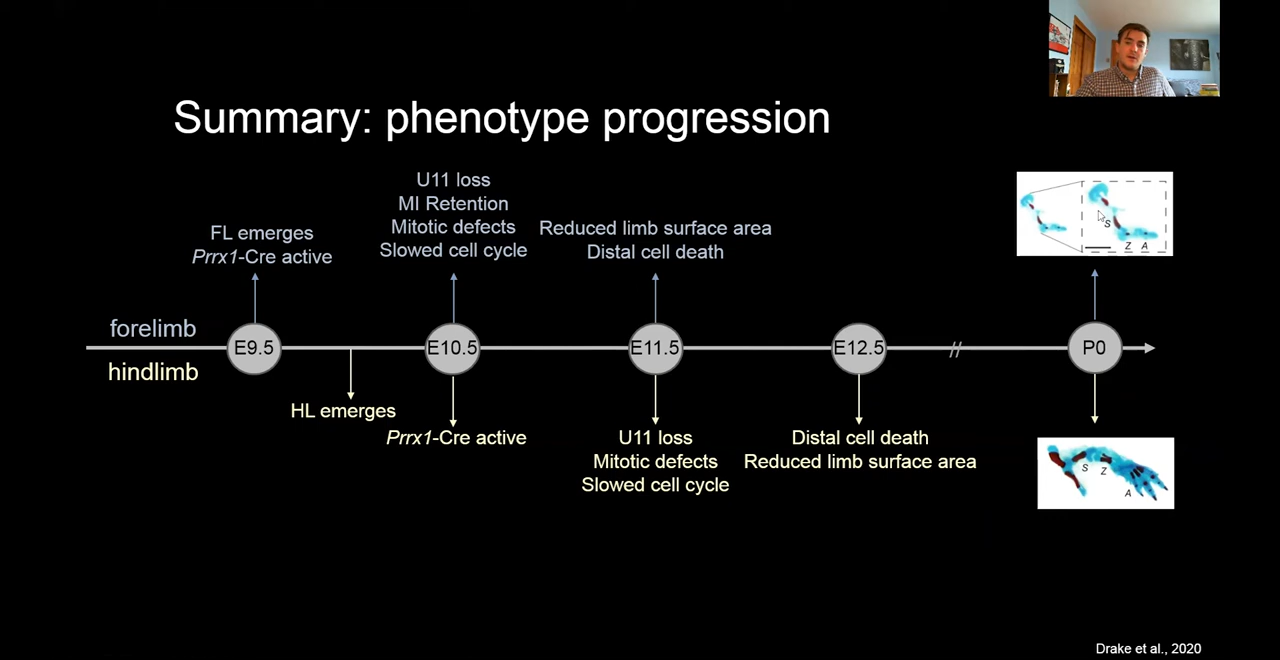 Summary: phenotype progression
U11 loss
MI Retention
Mitotic defects
Slowed cell cycle
FL emerges
Prrx1-Cre active
Reduced limb surface area
Distal cell death
S
Z A
forelimb
E9.5
E10.5
E11.5
E12.5
P0
hindlimb
HL emerges
Prrx1-Cre active
U11 loss
Mitotic defects
Slowed cell cycle
Distal cell death
Reduced limb surface area
S Z
A
Drake et al., 2020